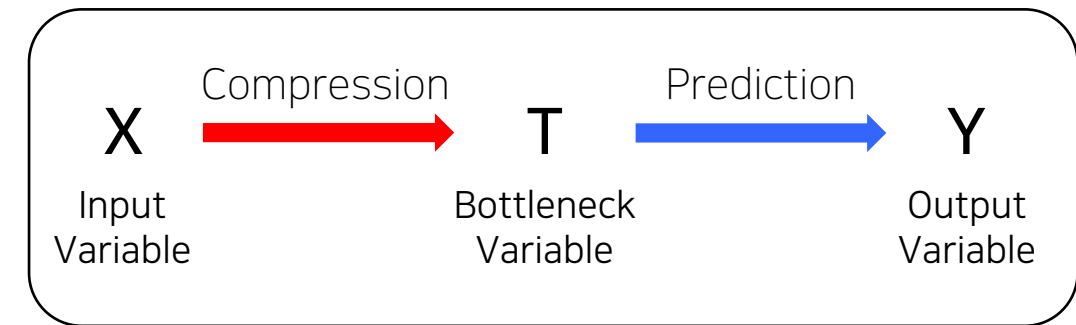 Compression
Prediction
X
T
Y
Input
Variable
Bottleneck
Variable
Output
Variable